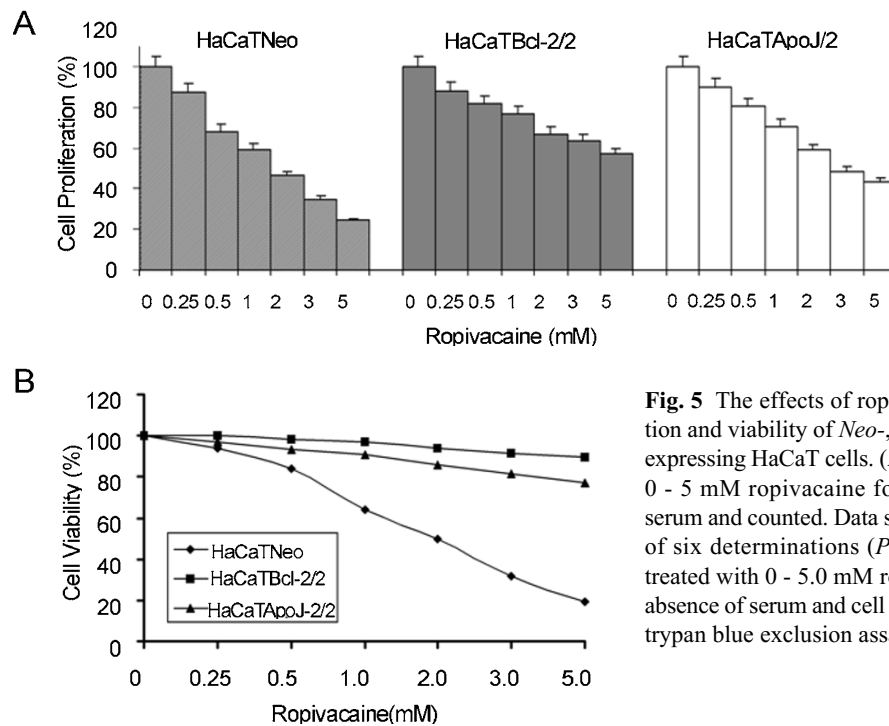 A
HaCaTNeo
HaCaTBcl-2/2
HaCaTApoJ/2
Cell Proliferation (%)
120
100
80
60
40
20
0
0 0.25 0.5 1 2 3 5
0 0.25 0.5 1 2 3 5
0 0.25 0.5 1 2 3 5
Ropivacaine (mM)
B
Cell Viability (%)
120
100
80
60
40
20
0
HaCaTNeo
HaCaTBcl-2/2
HaCaTApoJ-2/2
0 0.25 0.5 1.0 2.0 3.0 5.0
Ropivacaine(mM)
Fig. 5 The effects of rop
tion and viability of Neo-,
expressing HaCaT cells. (
0 - 5 mM ropivacaine fo
serum and counted. Data s
of six determinations (P
treated with 0 - 5.0 mM r
absence of serum and cell
trypan blue exclusion ass